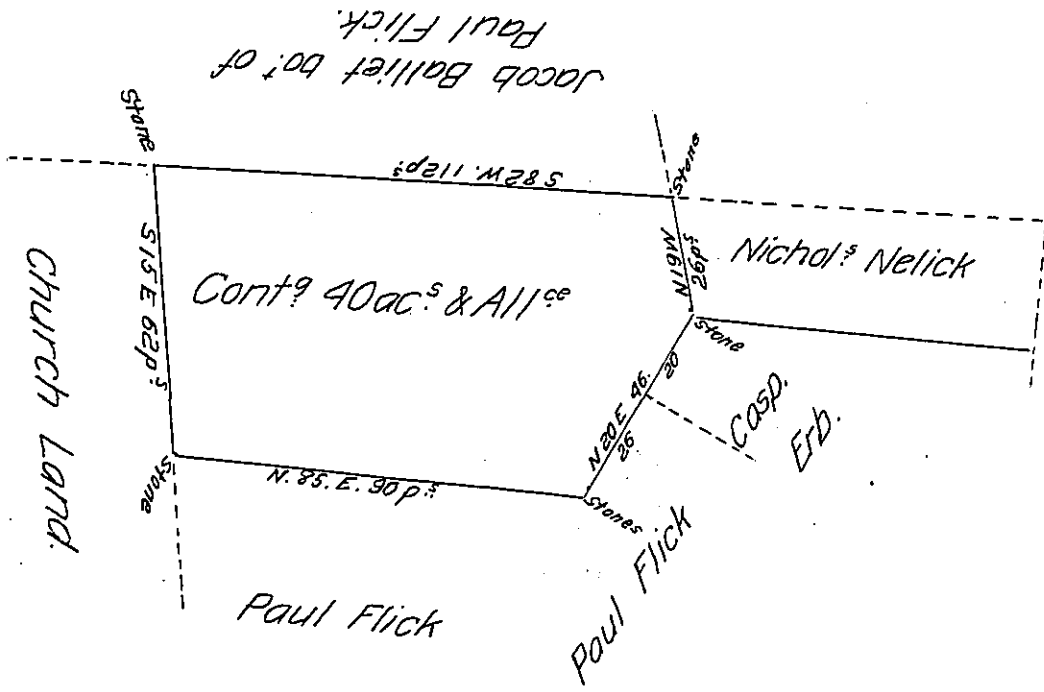 Jacob Balliet bo.t of
Paul Flick.
Stone
S 82 W. 112p.s
Stone
Nichol.s Nelick
N 19 W.
26p.s
Stone
Cont.g 40ac.s & All.ce
S 15 E 62p.s
Church Land.
Casp.
Erb.
N 20 E 46.
20
26
Stone
N. 85. E. 90p.s
Stones
Paul Flick
Paul Flick